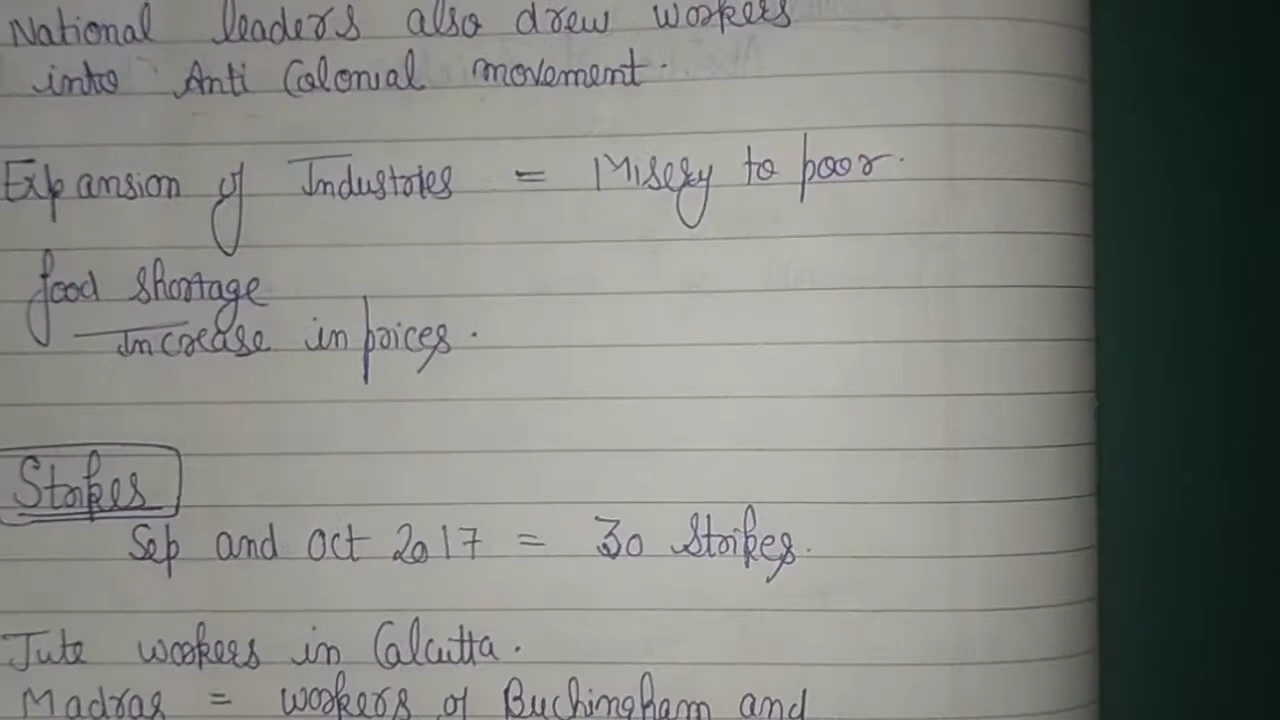 National leaders also drew workers
into Anti Colonial movement.
Expansion of Industries = Misery to poor.
food shortage
Increase in prices.
Strikes
Sep and Oct 2017 = 30 Strikes.
Jute workers in Calcutta.
Madras = workers of Buchingham and